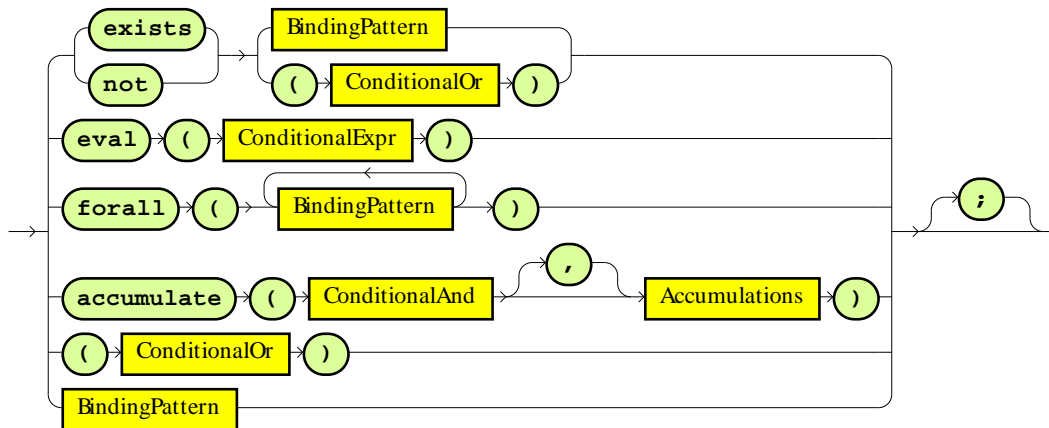 exists BindingPattern
not ( ConditionalOr )
eval ( ConditionalExpr )
forall ( BindingPattern ) ;
accumulate ( ConditionalAnd , Accumulations )
( ConditionalOr )
BindingPattern